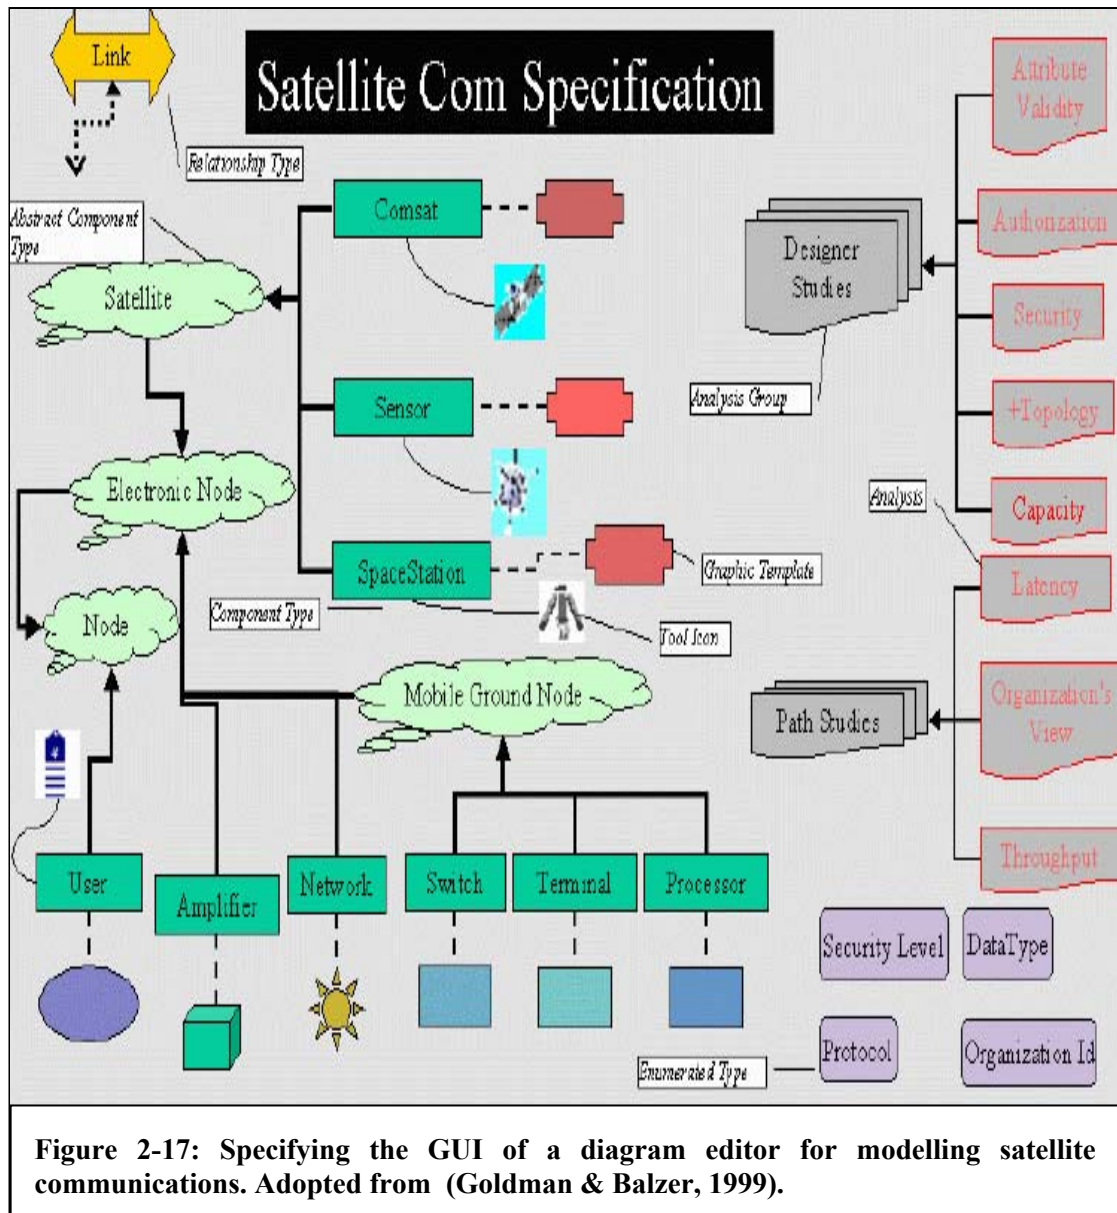 Link
Satellite Com Specification
Attribute
Validity
Relationship Type
Abstract Component
Type
Comsat
Authorization
Designer
Studies
Satellite
Security
Analysis Group
Sensor
+Topology
Electronic Node
Analysis
Capacity
SpaceStation
Graphic Template
Latency
Component Type
Node
Tool Icon
Mobile Ground Node
Organization's
View
Path Studies
4
User
Amplifier
Network
Switch
Terminal
Processor
Throughput
Security Level
DataType
Protocol
Organization Id
Enumerated Type
Figure 2-17: Specifying the GUI of a diagram editor for modelling satellite
communications. Adopted from (Goldman & Balzer, 1999).